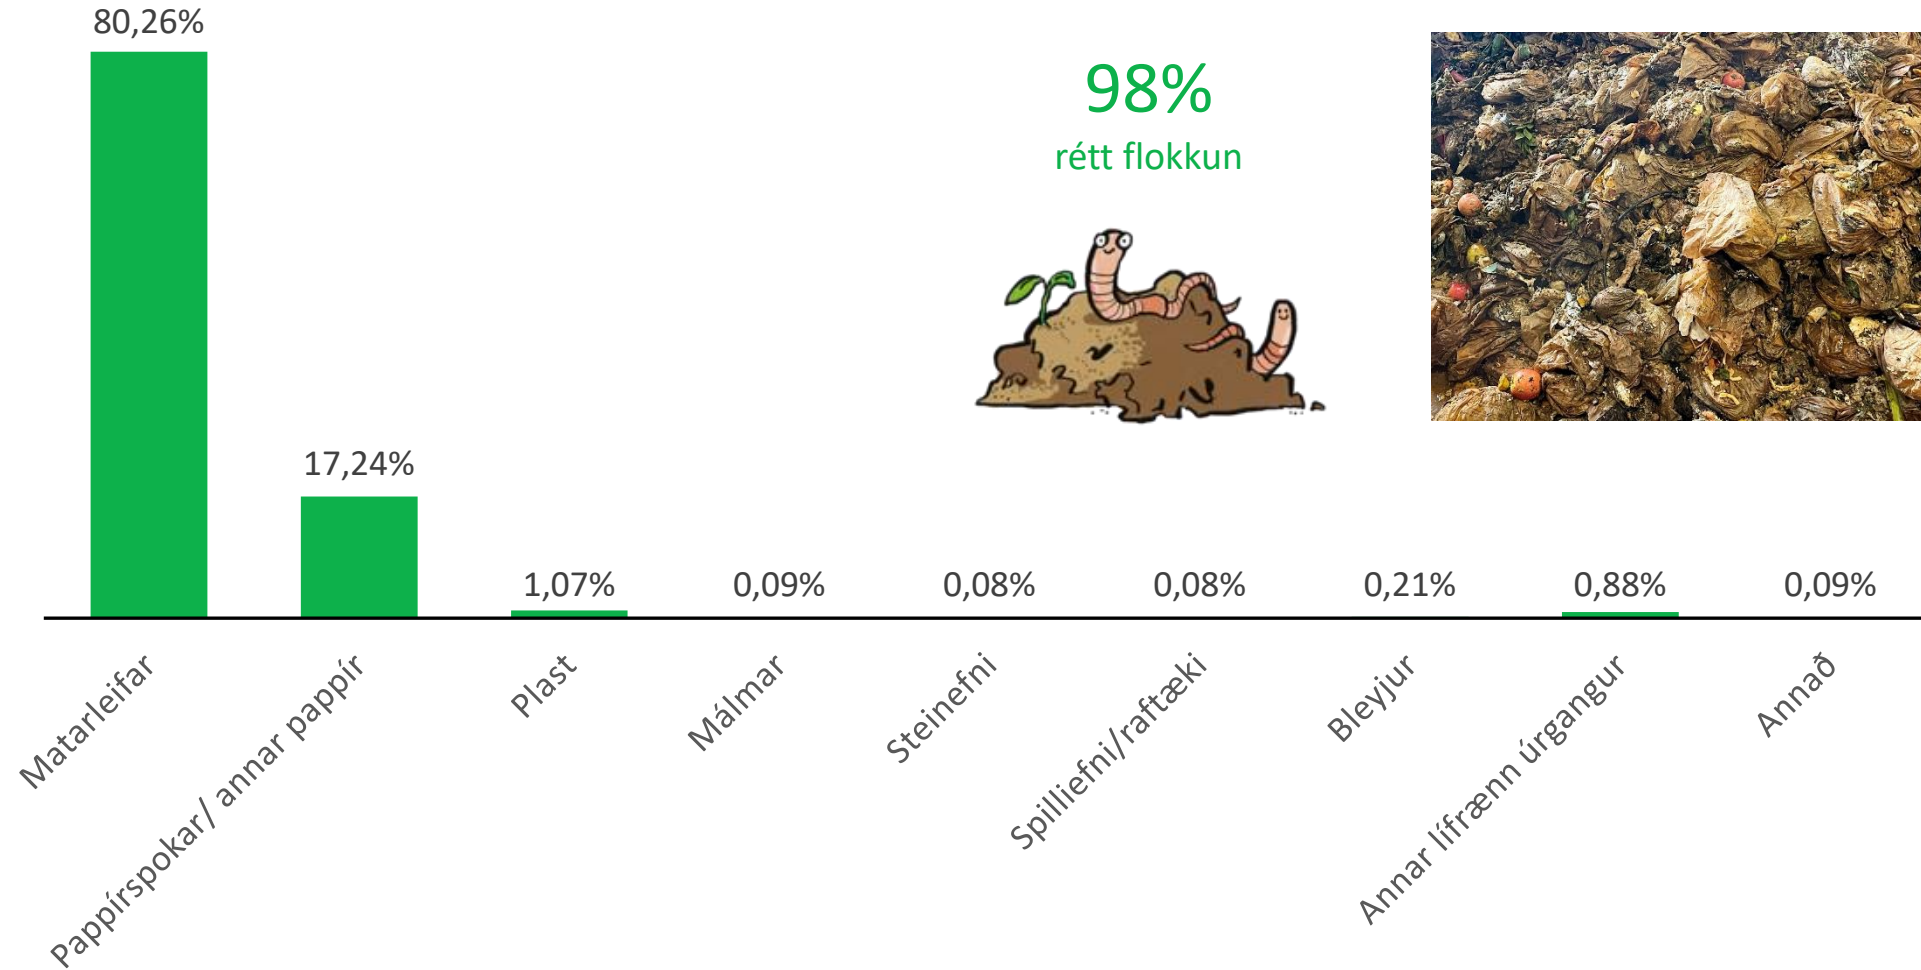 80,26%
17,24%
1,07%
0,09%
0,08%
0,08%
0,21%
0,88%
0,09%
98%
rétt flokkun
Matarleifar
Pappírspokar/ annar pappír
Plast
Málmar
Steinefni
Spilliefni/raftæki
Bleyjur
Annar lífrænn úrgangur
Annað